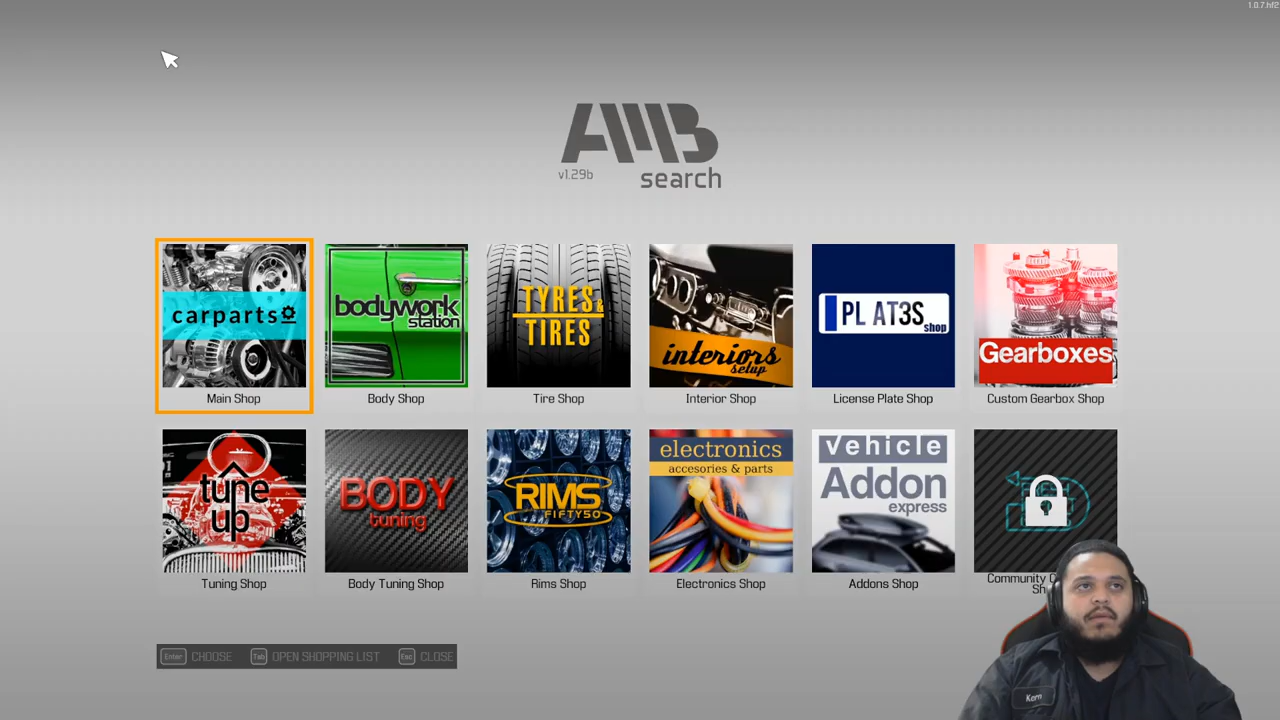 1.0.7.hf2
AMB
v1.29b
search
carparts
bodywork
station
TYRES &
TIRES
interiors
setup
PL AT3S
shop
Gearboxes
Main Shop
Body Shop
Tire Shop
Interior Shop
License Plate Shop
Custom Gearbox Shop
tune
up
BODY
tuning
RIMS
FIFTY50
electronics
accesories & parts
vehicle
Addon
express
Tuning Shop
Body Tuning Shop
Rims Shop
Electronics Shop
Addons Shop
Community
Enter CHOOSE Tab OPEN SHOPPING LIST Esc CLOSE
Kem